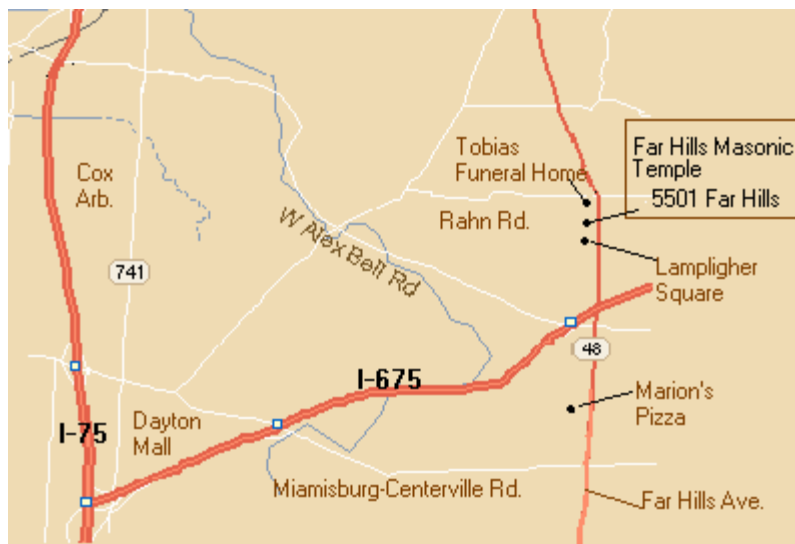 Tobias
Funeral Home
Far Hills Masonic
Temple
5501 Far Hills
Cox
Arb.
Rahn Rd.
W Alex Bell Rd
741
Lampligher
Square
48
I-675
Marion's
Pizza
Dayton
Mall
I-75
Miamisburg-Centerville Rd.
Far Hills Ave.